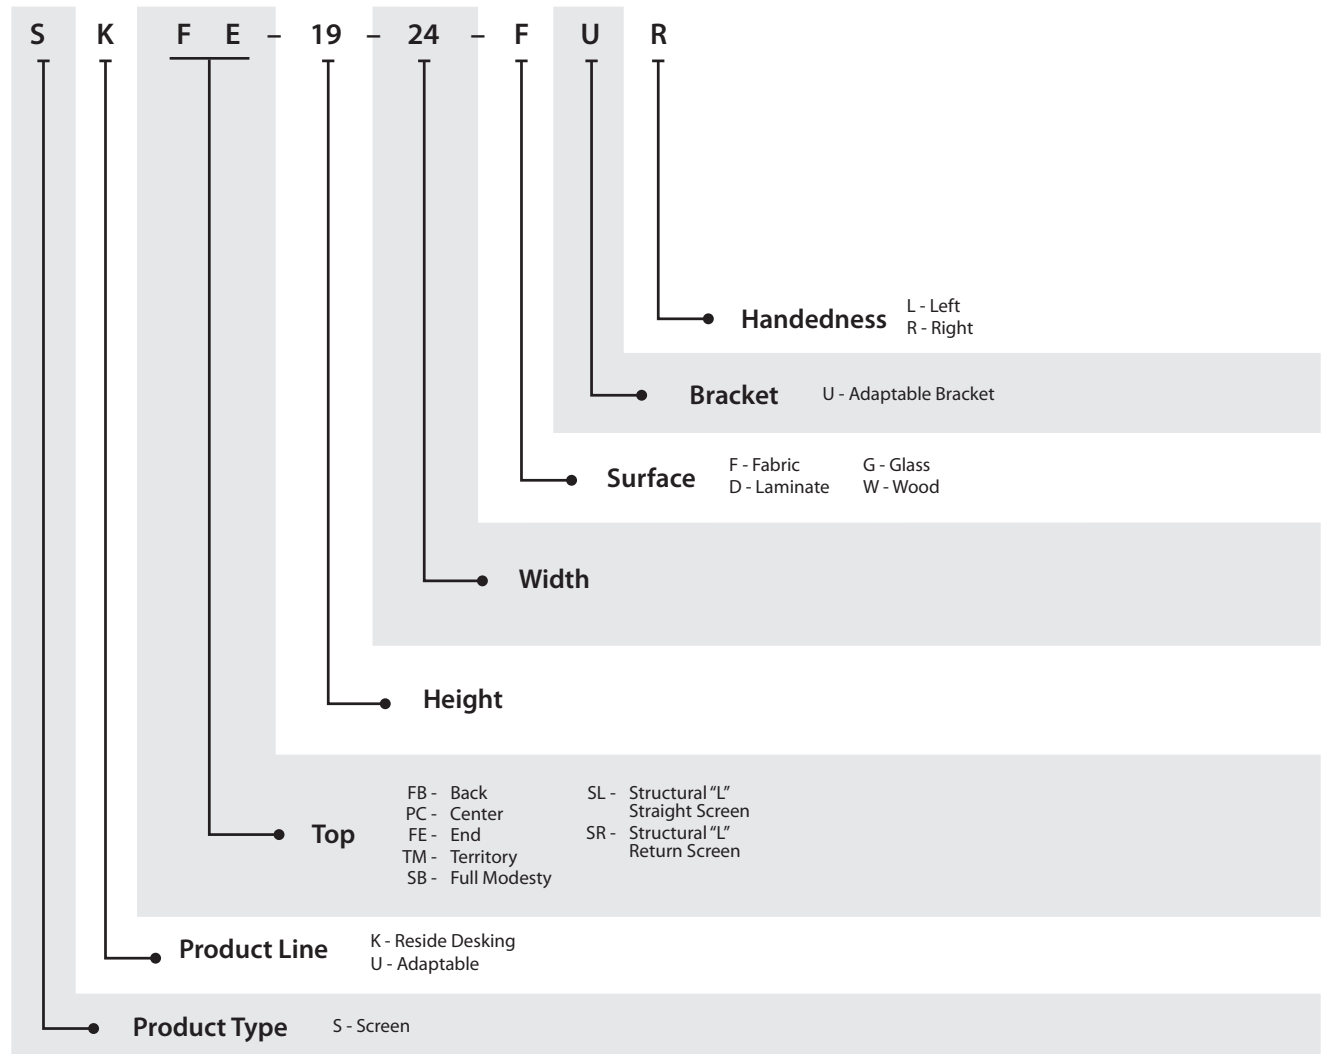 S K F E – 19 – 24 – F U R
Handedness
L - Left
R - Right
Bracket
U - Adaptable Bracket
Surface
F - Fabric
D - Laminate
G - Glass
W - Wood
Width
Height
Top
FB - Back
PC - Center
FE - End
TM - Territory
SB - Full Modesty
SL - Structural “L”
Straight Screen
SR - Structural “L”
Return Screen
Product Line
K - Reside Desking
U - Adaptable
Product Type
S - Screen